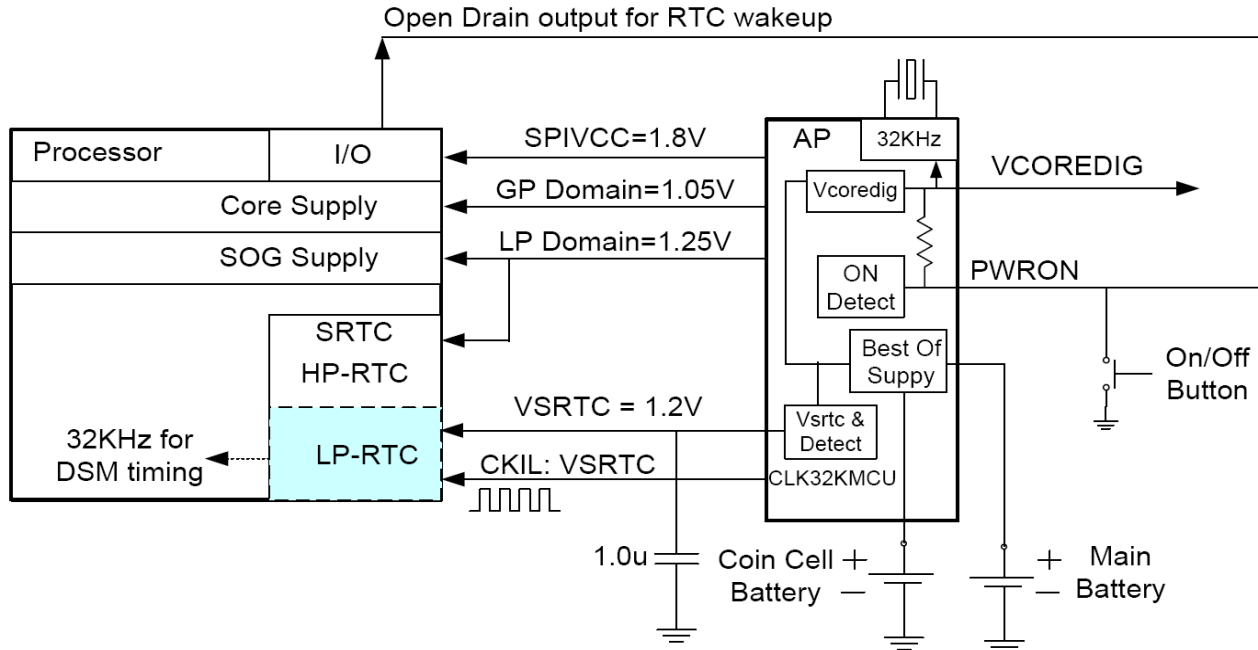 Open Drain output for RTC wakeup
Processor
I/O
Core Supply
SOG Supply
SRTC
HP-RTC
LP-RTC
32KHz for
DSM timing
SPIVCC=1.8V
GP Domain=1.05V
LP Domain=1.25V
VSRTC = 1.2V
CKIL: VSRTC
1.0u
AP
32KHz
Vcoredig
ON
Detect
Best Of
Suppy
Vsrtc &
Detect
CLK32KMCU
VCOREDIG
PWRON
On/Off
Button
Coin Cell
Battery
+
−
+
−
Main
Battery